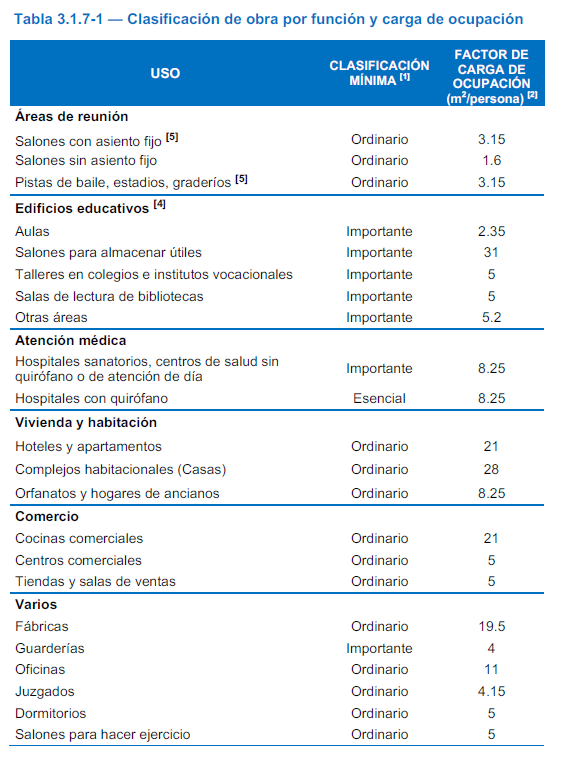 Tabla 3.1.7-1 — Clasificación de obra por función y carga de ocupación
USO CLASIFICACIÓN MÍNIMA [1] FACTOR DE CARGA DE OCUPACIÓN (m²/persona) [2]
Áreas de reunión
Salones con asiento fijo [5] Ordinario 3.15
Salones sin asiento fijo Ordinario 1.6
Pistas de baile, estadios, graderíos [5] Ordinario 3.15
Edificios educativos [4]
Aulas Importante 2.35
Salones para almacenar útiles Importante 31
Talleres en colegios e institutos vocacionales Importante 5
Salas de lectura de bibliotecas Importante 5
Otras áreas Importante 5.2
Atención médica
Hospitales sanatorios, centros de salud sin
quirófano o de atención de día Importante 8.25
Hospitales con quirófano Esencial 8.25
Vivienda y habitación
Hoteles y apartamentos Ordinario 21
Complejos habitacionales (Casas) Ordinario 28
Orfanatos y hogares de ancianos Ordinario 8.25
Comercio
Cocinas comerciales Ordinario 21
Centros comerciales Ordinario 5
Tiendas y salas de ventas Ordinario 5
Varios
Fábricas Ordinario 19.5
Guarderías Importante 4
Oficinas Ordinario 11
Juzgados Ordinario 4.15
Dormitorios Ordinario 5
Salones para hacer ejercicio Ordinario 5